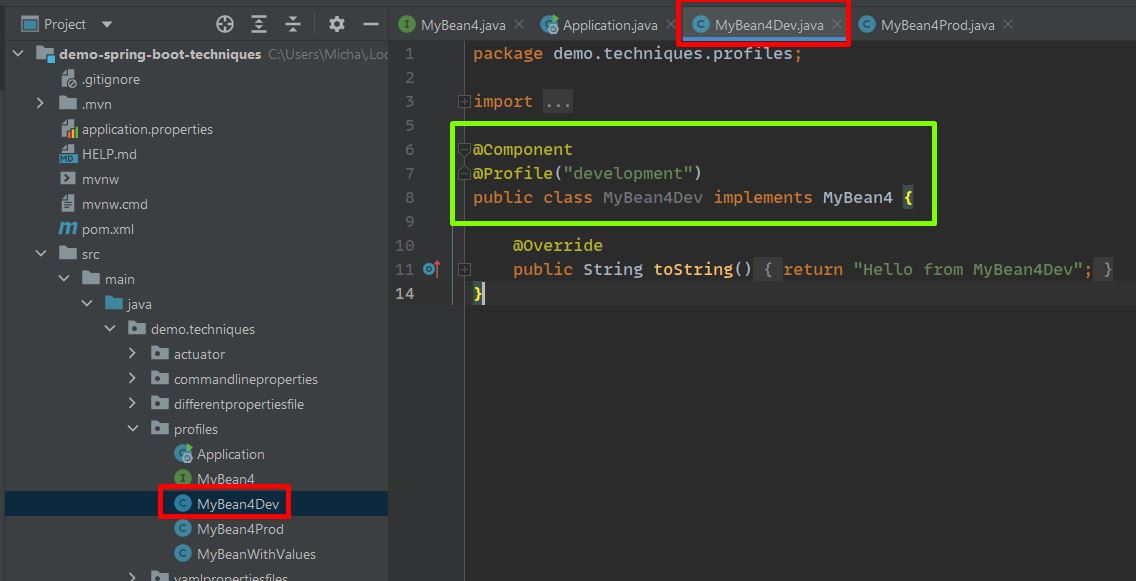 Project
demo-spring-boot-techniques C:\Users\Micha\.Loc
.gitignore
.mvn
application.properties
HELP.md
mvnw
mvnw.cmd
pom.xml
src
main
java
demo.techniques
actuator
commandlineproperties
differentpropertiesfile
profiles
Application
MyBean4
MyBean4Dev
MyBean4Prod
MyBeanWithValues
yamlpropertiesfiles
MyBean4.java Application.java MyBean4Dev.java MyBean4Prod.java
1 package demo.techniques.profiles;
2
3 import ...
5
6 @Component
7 @Profile("development")
8 public class MyBean4Dev implements MyBean4 {
9
10 @Override
11 public String toString() { return "Hello from MyBean4Dev"; }
14 }